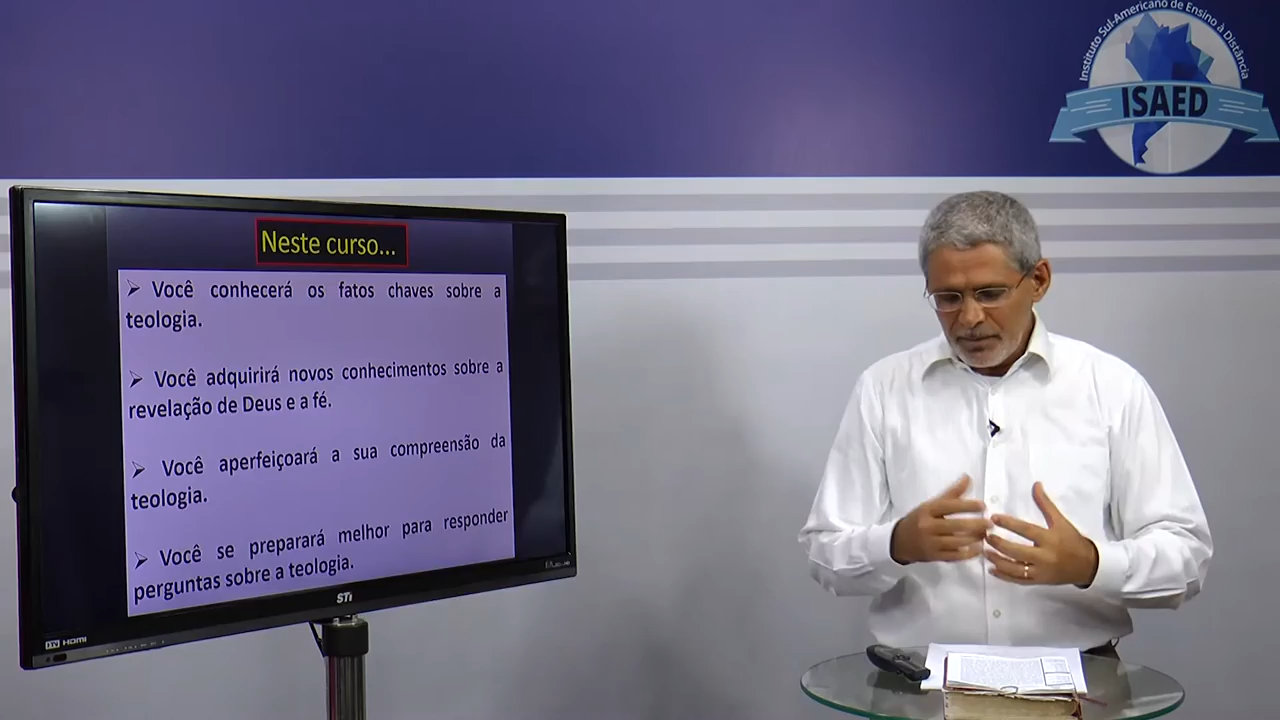 Instituto Sul-Americano de Ensino à Distância
ISAED
Neste curso...
➢ Você conhecerá os fatos chaves sobre a
teologia.
➢ Você adquirirá novos conhecimentos sobre a
revelação de Deus e a fé.
➢ Você aperfeiçoará a sua compreensão da
teologia.
➢ Você se preparará melhor para responder
perguntas sobre a teologia.
STi
HDMI